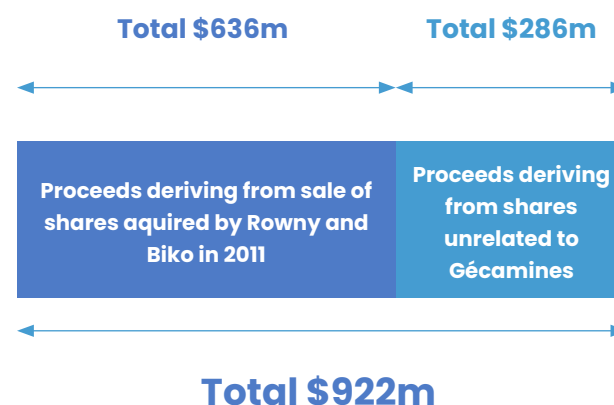 Total $636m
Total $286m
Proceeds deriving from sale of
shares aquired by Rowny and
Biko in 2011
Proceeds deriving
from shares
unrelated to
Gécamines
Total $922m